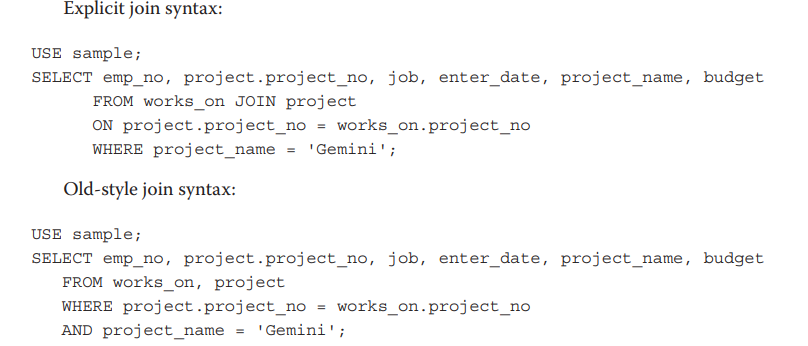 Explicit join syntax:
USE sample;
SELECT emp_no, project.project_no, job, enter_date, project_name, budget
FROM works_on JOIN project
ON project.project_no = works_on.project_no
WHERE project_name = 'Gemini';
Old-style join syntax:
USE sample;
SELECT emp_no, project.project_no, job, enter_date, project_name, budget
FROM works_on, project
WHERE project.project_no = works_on.project_no
AND project_name = 'Gemini';